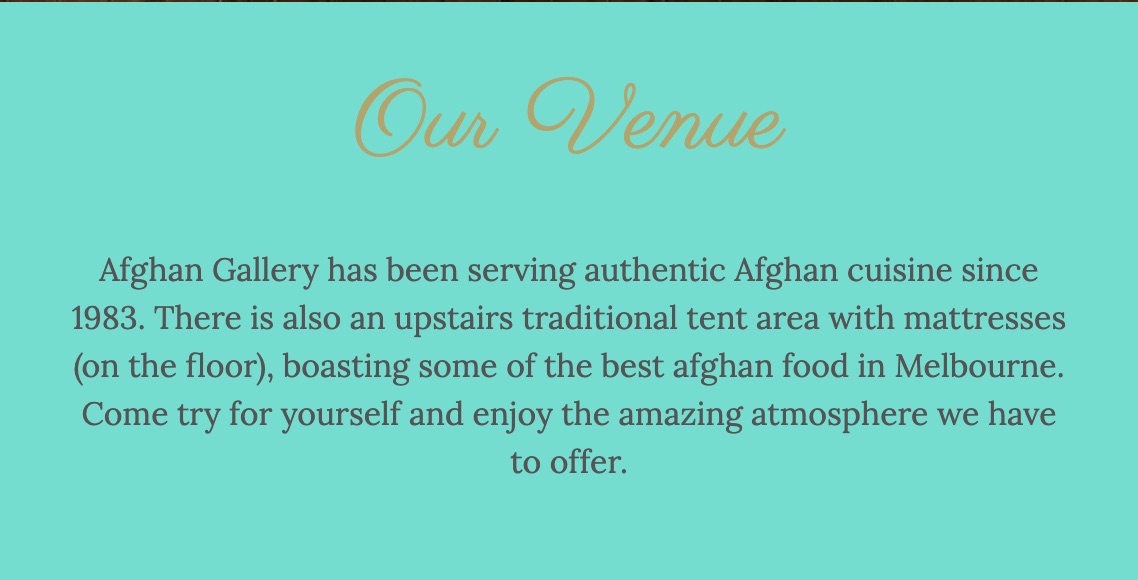 Our Venue
Afghan Gallery has been serving authentic Afghan cuisine since
1983. There is also an upstairs traditional tent area with mattresses
(on the floor), boasting some of the best afghan food in Melbourne.
Come try for yourself and enjoy the amazing atmosphere we have
to offer.